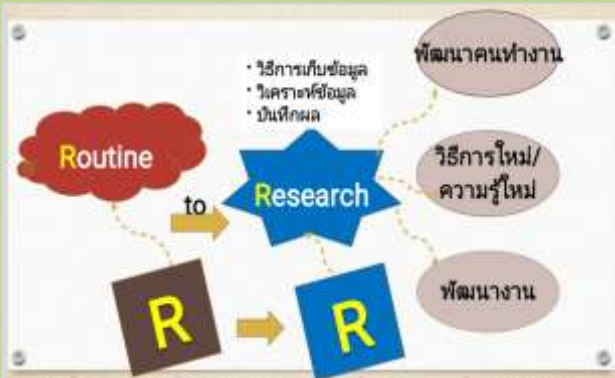 พัฒนาคนทำงาน
• วิธีการเก็บข้อมูล
• วิเคราะห์ข้อมูล
• บันทึกผล
Routine
to
Research
วิธีการใหม่/
ความรู้ใหม่
พัฒนางาน
R
R